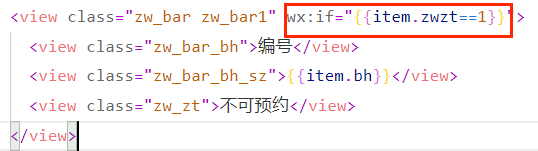 <view class="zw_bar zw_bar1" wx:if="{{item.zwzt==1}}">
<view class="zw_bar_bh">编号</view>
<view class="zw_bar_bh_sz">{{item.bh}}</view>
<view class="zw_zt">不可预约</view>
</view>